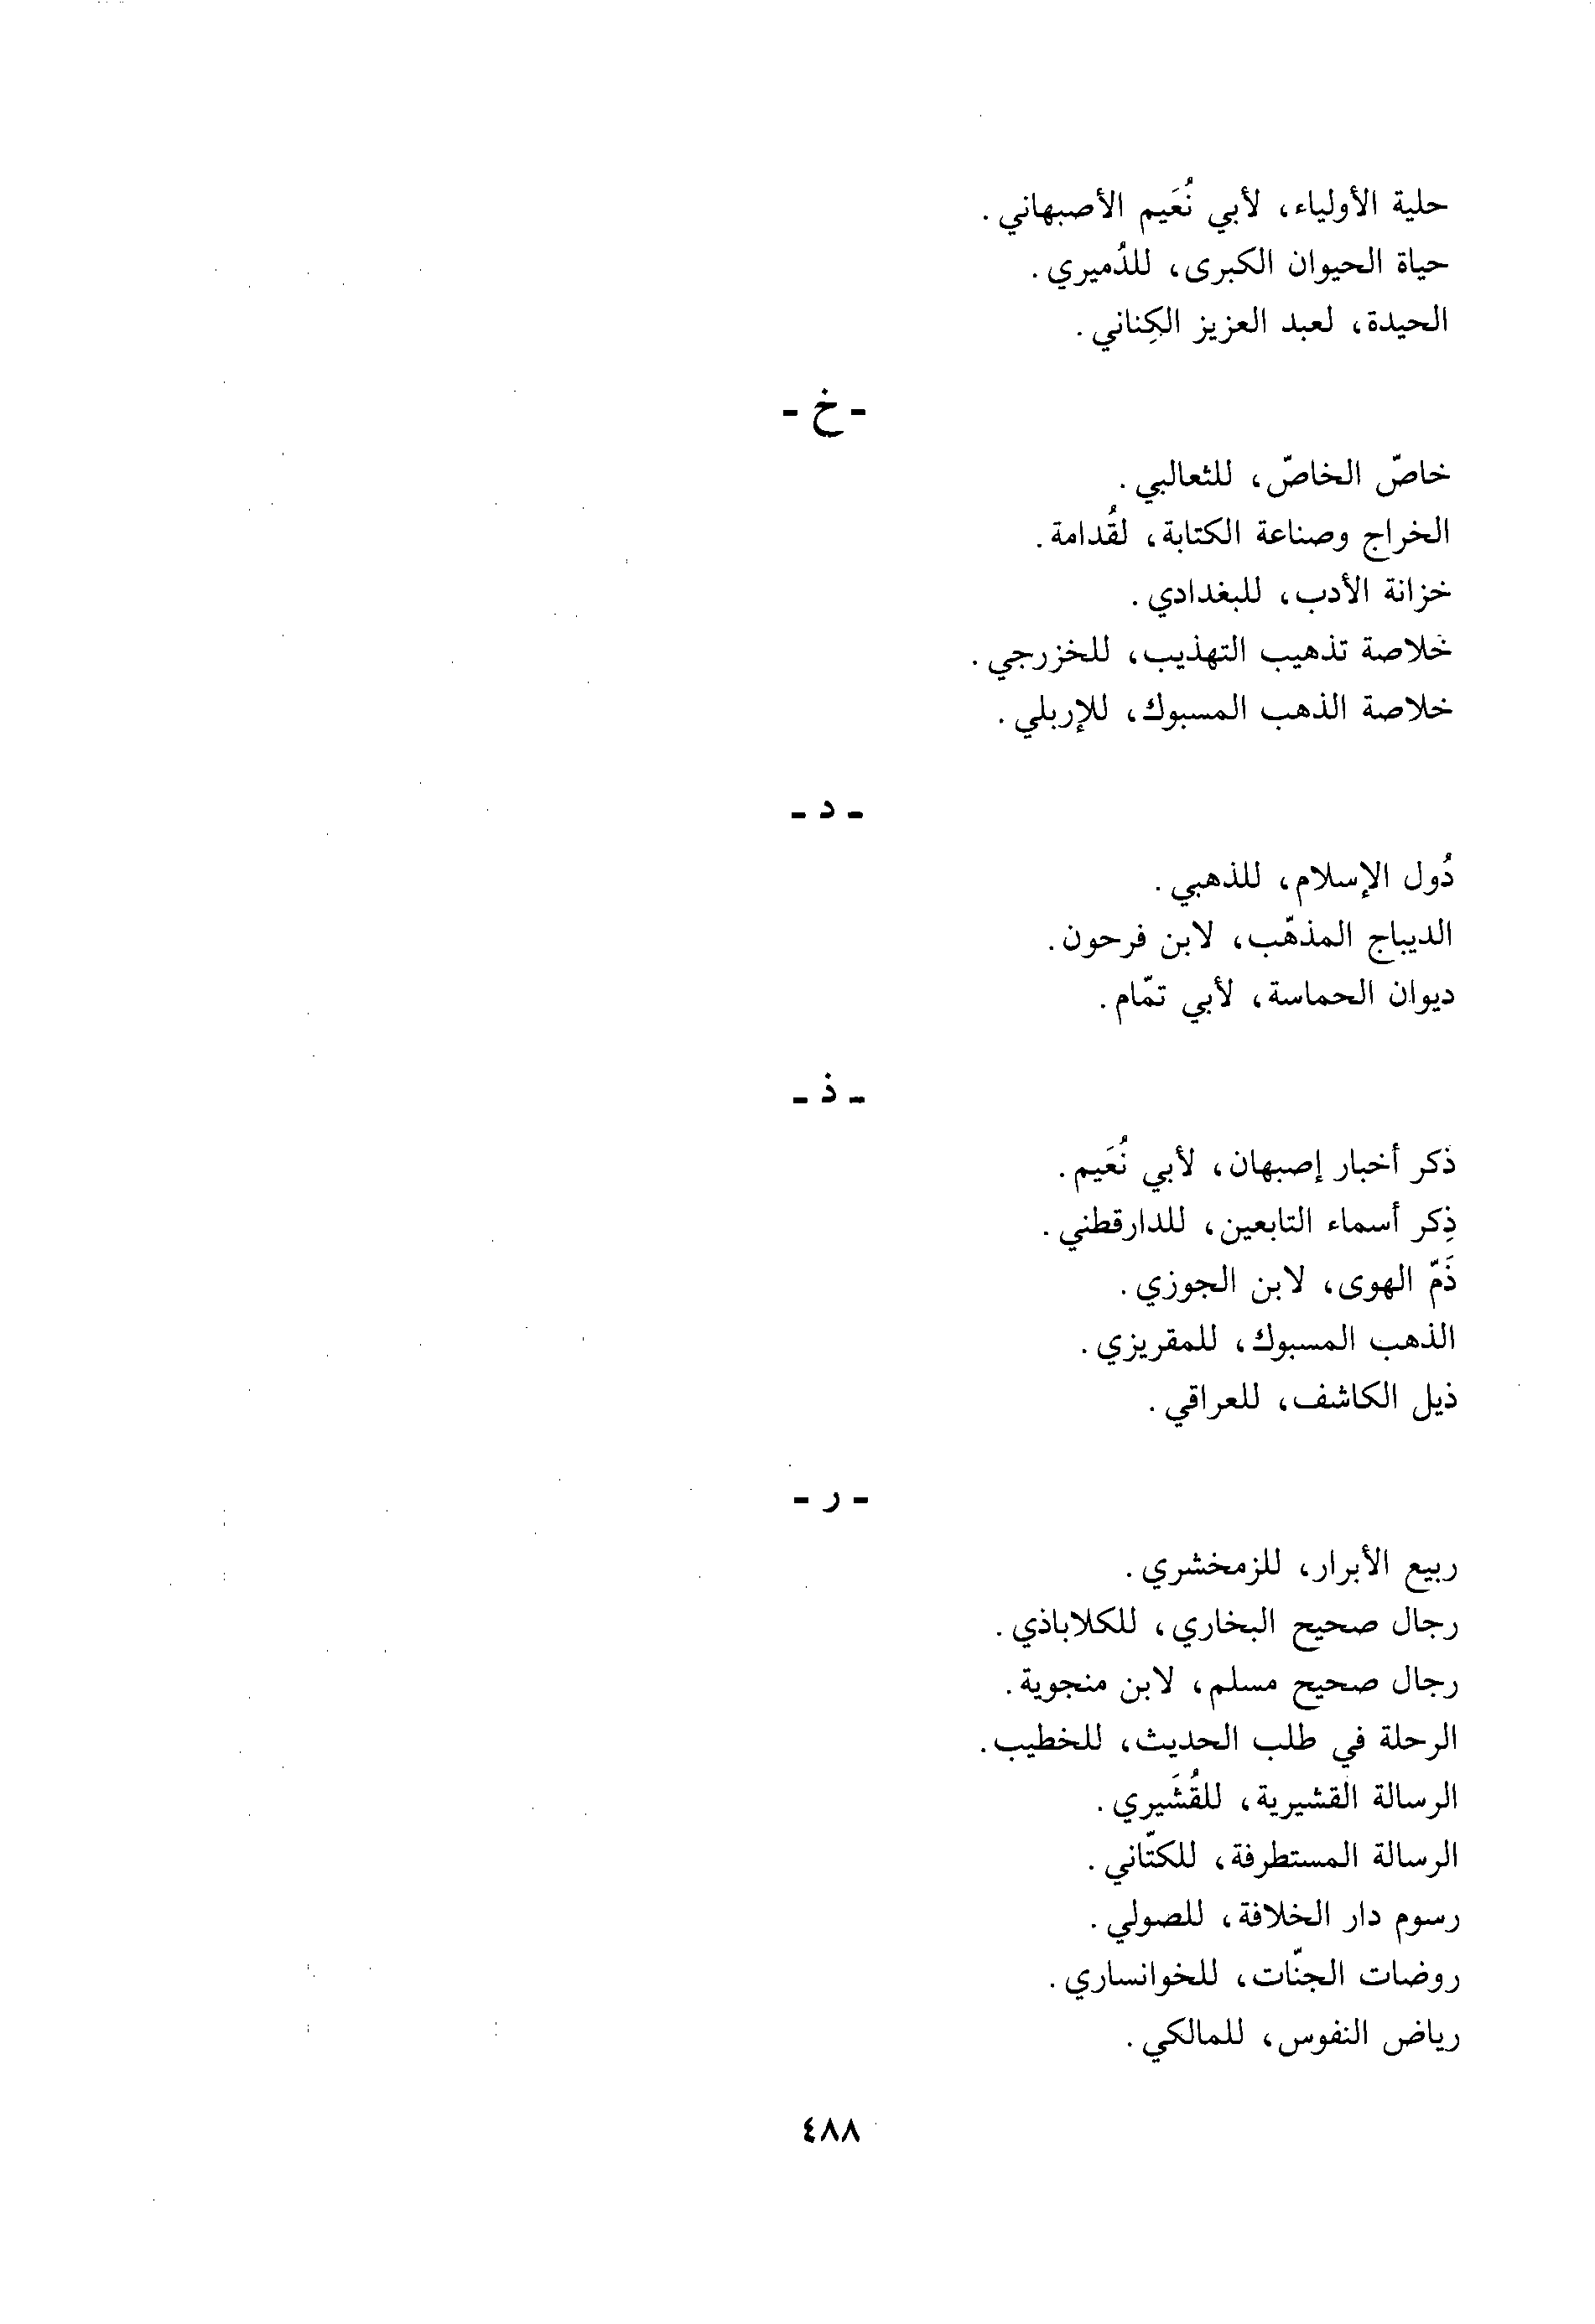 حلية الأولياء، لأبي نُعَيم الأصبهاني.
حياة الحيوان الكبرى، للدُميري.
الحيدة، لعبد العزيز الكِناني.
- خ -
خاصّ الخاصّ، للثعالبي.
الخراج وصناعة الكتابة، لقُدامة.
خزانة الأدب، للبغدادي.
خلاصة تذهيب التهذيب، للخزرجي.
خلاصة الذهب المسبوك، للإربلي.
- د -
دُول الإسلام، للذهبي.
الديباج المذهّب، لابن فرحون.
ديوان الحماسة، لأبي تمّام.
- ذ -
ذكر أخبار إصبهان، لأبي نُعَيم.
ذِكر أسماء التابعين، للدارقطني.
ذَمّ الهوى، لابن الجوزي.
الذهب المسبوك، للمقريزي.
ذيل الكاشف، للعراقي.
- ر -
ربيع الأبرار، للزمخشري.
رجال صحيح البخاري، للكلاباذي.
رجال صحيح مسلم، لابن منجوية.
الرحلة في طلب الحديث، للخطيب.
الرسالة القشيرية، للقُشَيري.
الرسالة المستطرفة، للكتّاني.
رسوم دار الخلافة، للصولي.
روضات الجنّات، للخوانساري.
رياض النفوس، للمالكي.
٤٨٨